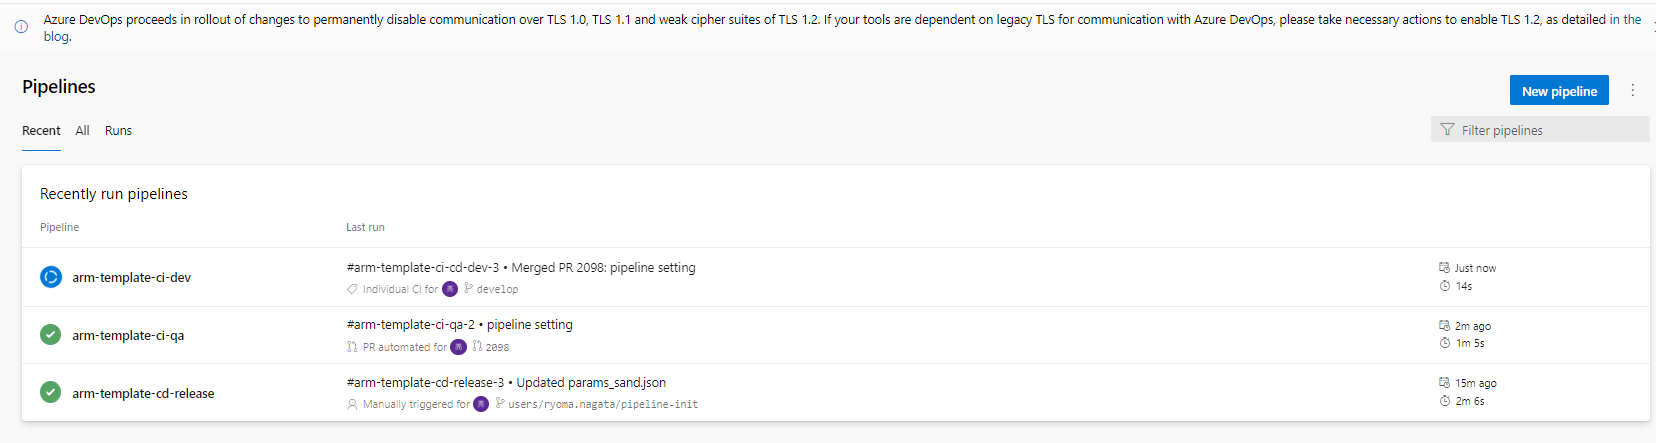 Azure DevOps proceeds in rollout of changes to permanently disable communication over TLS 1.0, TLS 1.1 and weak cipher suites of TLS 1.2. If your tools are dependent on legacy TLS for communication with Azure DevOps, please take necessary actions to enable TLS 1.2, as detailed in the
blog.
Pipelines
New pipeline
Recent All Runs
Filter pipelines
Recently run pipelines
Pipeline Last run
#arm-template-ci-cd-dev-3 • Merged PR 2098: pipeline setting Just now
arm-template-ci-dev
Individual CI for develop 14s
#arm-template-ci-qa-2 • pipeline setting 2m ago
arm-template-ci-qa
PR automated for 2098 1m 5s
#arm-template-cd-release-3 • Updated params_sand.json 15m ago
arm-template-cd-release
Manually triggered for users/ryoma.nagata/pipeline-init 2m 6s